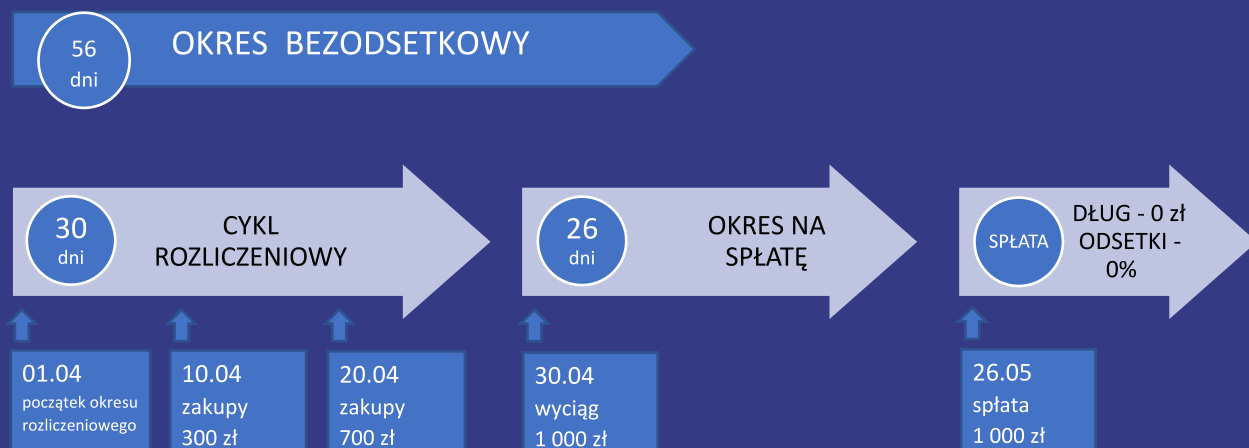 56
dni
OKRES BEZODSETKOWY
30
dni
CYKL
ROZLICZENIOWY
26
dni
OKRES NA
SPŁATĘ
SPŁATA
DŁUG - 0 zł
ODSETKI -
0%
01.04
początek okresu
rozliczeniowego
10.04
zakupy
300 zł
20.04
zakupy
700 zł
30.04
wyciąg
1 000 zł
26.05
spłata
1 000 zł